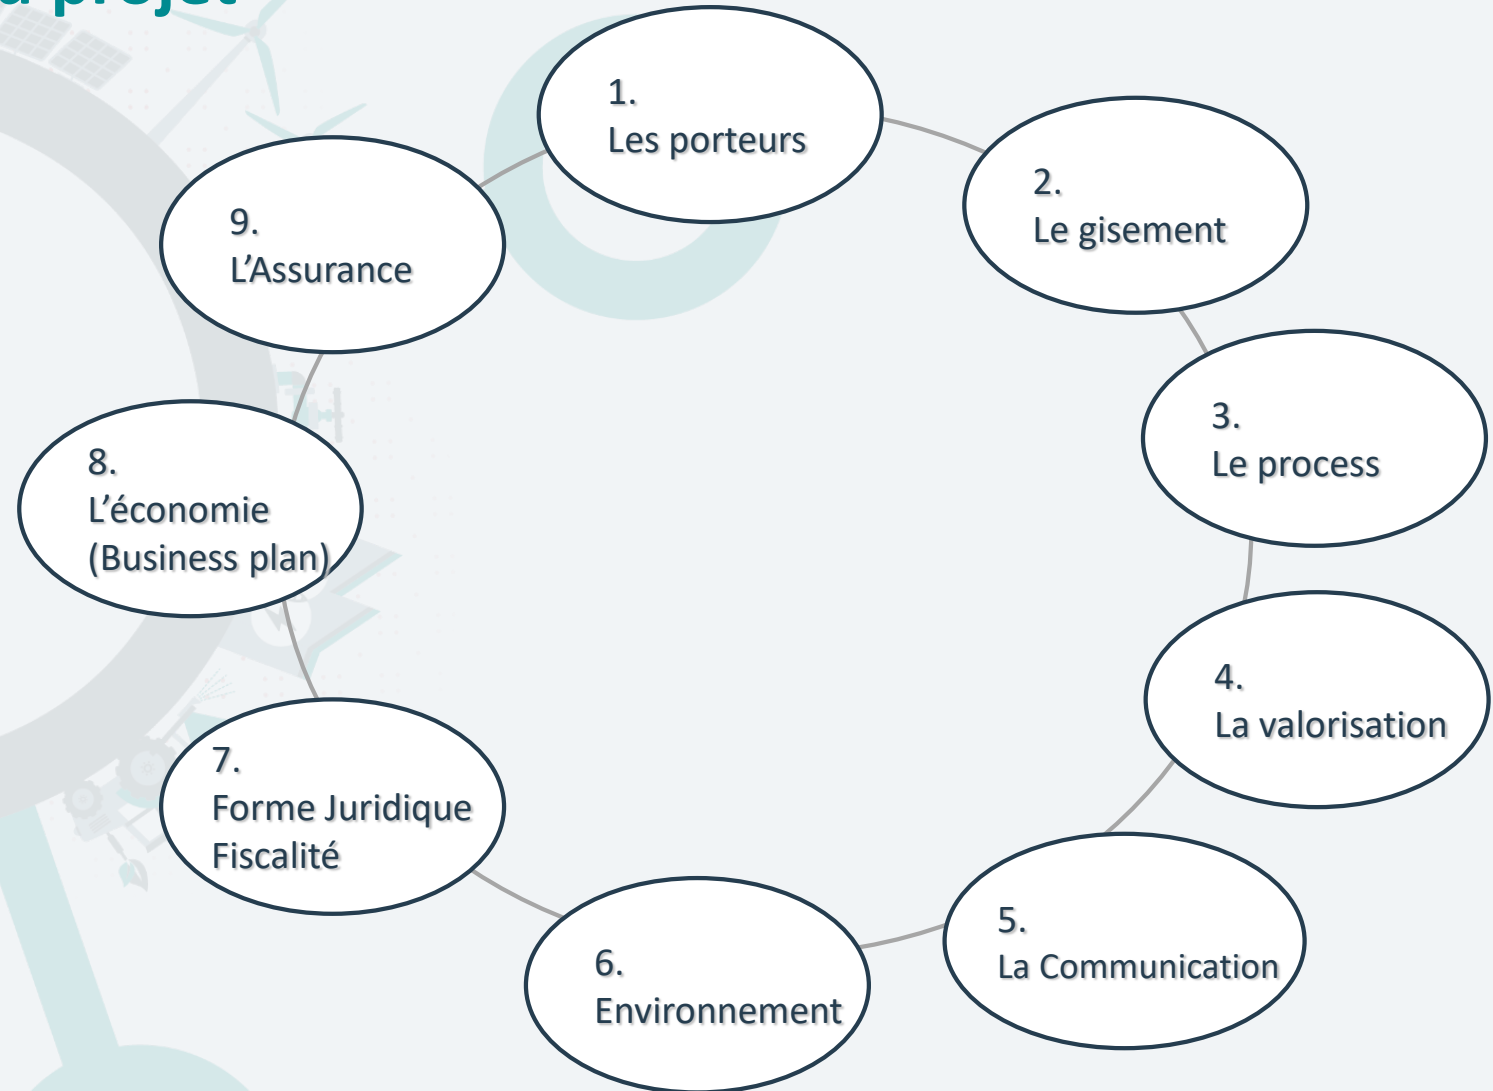 projet
1.
Les porteurs
2.
Le gisement
3.
Le process
4.
La valorisation
5.
La Communication
6.
Environnement
7.
Forme Juridique
Fiscalité
8.
L’économie
(Business plan)
9.
L’Assurance